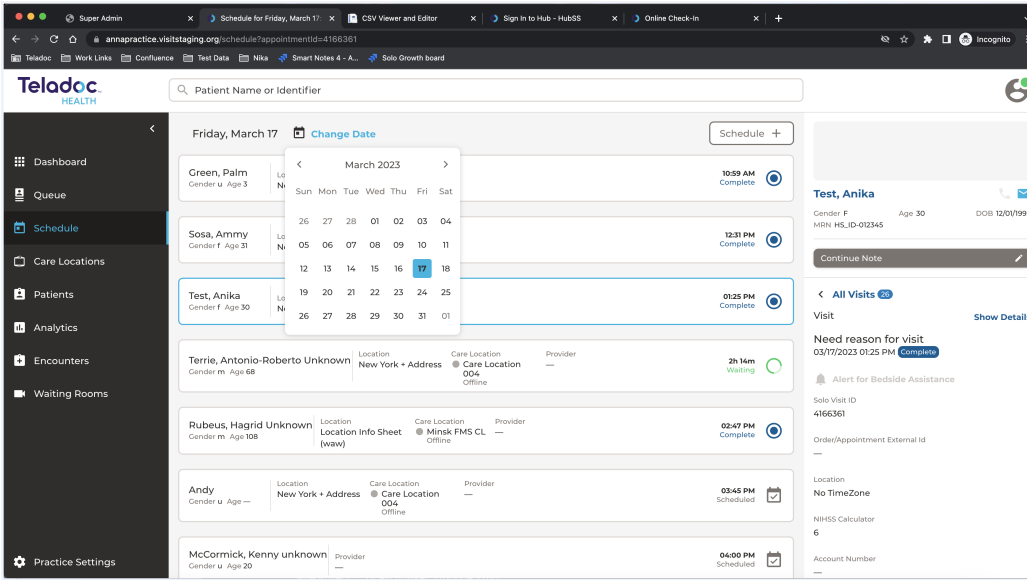 Super Admin
Schedule for Friday, March 17
CSV Viewer and Editor
Sign In to Hub - HubSS
Online Check-In
annapractice.visitstaging.org/schedule?appointmentId=4166361
Incognito
Teladoc
Work Links
Confluence
Test Data
Nika
Smart Notes 4 - A...
Solo Growth board
Teladoc
HEALTH
Patient Name or Identifier
Dashboard
Queue
Schedule
Care Locations
Patients
Analytics
Encounters
Waiting Rooms
Practice Settings
Friday, March 17
Change Date
Schedule +
March 2023
Sun Mon Tue Wed Thu Fri Sat
26 27 28 01 02 03 04
05 06 07 08 09 10 11
12 13 14 15 16 17 18
19 20 21 22 23 24 25
26 27 28 29 30 31 01
Green, Palm
Gender u Age 3
10:59 AM
Complete
Sosa, Ammy
Gender f Age 31
12:31 PM
Complete
Test, Anika
Gender f Age 30
01:25 PM
Complete
Terrie, Antonio-Roberto Unknown
Gender m Age 68
Location
New York + Address
Care Location
Care Location
004
Offline
Provider
—
2h 14m
Waiting
Rubeus, Hagrid Unknown
Gender m Age 108
Location
Location Info Sheet
(waw)
Care Location
Minsk FMS CL
Offline
Provider
—
02:47 PM
Complete
Andy
Gender u Age —
Location
New York + Address
Care Location
Care Location
004
Offline
Provider
—
03:45 PM
Scheduled
McCormick, Kenny unknown
Gender u Age 20
Provider
—
04:00 PM
Scheduled
Test, Anika
Gender F
Age 30
DOB 12/01/199
MRN HS_ID-012345
Continue Note
All Visits 26
Visit
Show Detail
Need reason for visit
03/17/2023 01:25 PM Complete
Alert for Bedside Assistance
Solo Visit ID
4166361
Order/Appointment External Id
—
Location
No TimeZone
NIHSS Calculator
6
Account Number
—